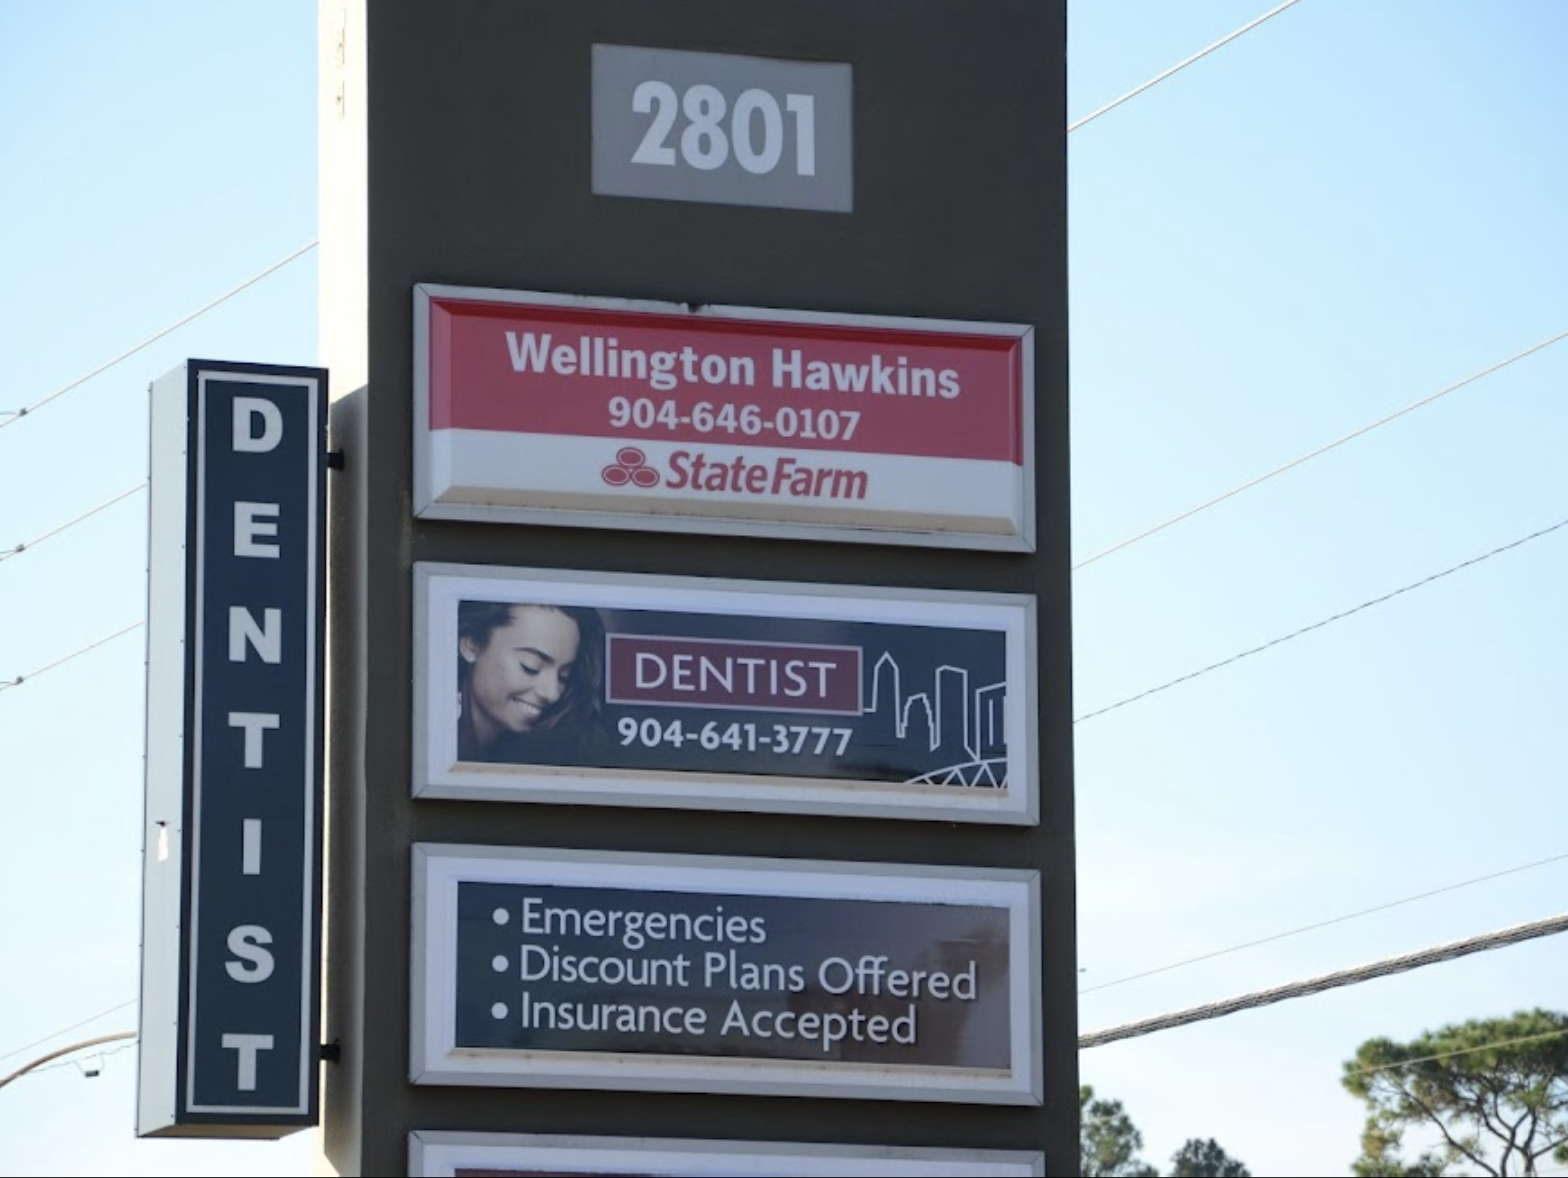 2801
Wellington Hawkins
904-646-0107
StateFarm
DENTIST
DENTIST
904-641-3777
• Emergencies
• Discount Plans Offered
• Insurance Accepted